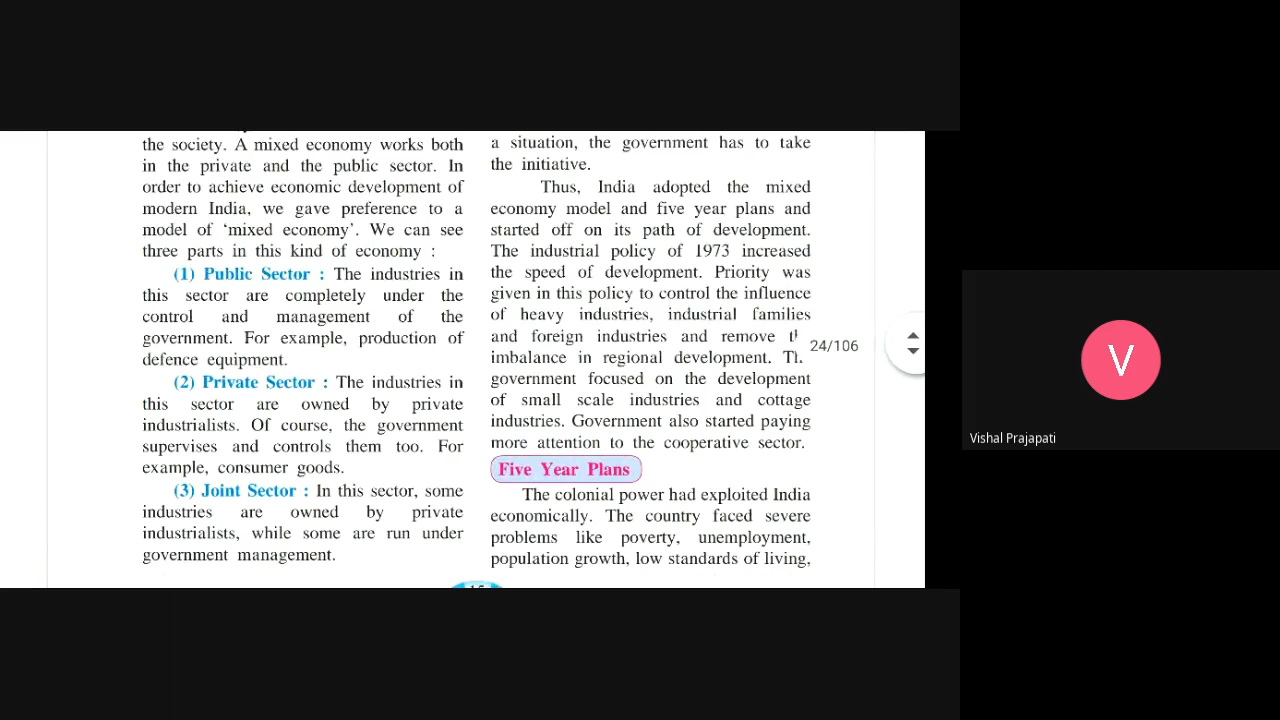 the society. A mixed economy works both
in the private and the public sector. In
order to achieve economic development of
modern India, we gave preference to a
model of ‘mixed economy’. We can see
three parts in this kind of economy :
(1) Public Sector : The industries in
this sector are completely under the
control and management of the
government. For example, production of
defence equipment.
(2) Private Sector : The industries in
this sector are owned by private
industrialists. Of course, the government
supervises and controls them too. For
example, consumer goods.
(3) Joint Sector : In this sector, some
industries are owned by private
industrialists, while some are run under
government management.
a situation, the government has to take
the initiative.
Thus, India adopted the mixed
economy model and five year plans and
started off on its path of development.
The industrial policy of 1973 increased
the speed of development. Priority was
given in this policy to control the influence
of heavy industries, industrial families
and foreign industries and remove
imbalance in regional development.
government focused on the development
of small scale industries and cottage
industries. Government also started paying
more attention to the cooperative sector.
Five Year Plans
The colonial power had exploited India
economically. The country faced severe
problems like poverty, unemployment,
population growth, low standards of living,
24/106
V
Vishal Prajapati